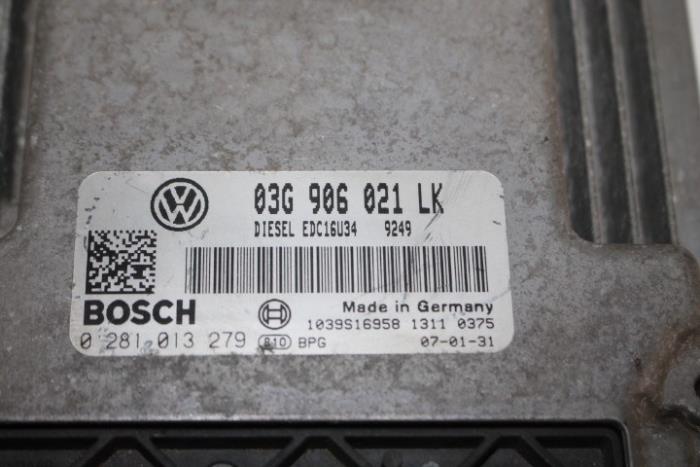 03G 906 021 LK
DIESEL EDC16U34 9249
BOSCH
Made in Germany
1039S16958 1311 0375
0 281 013 279 810 BPG 07-01-31